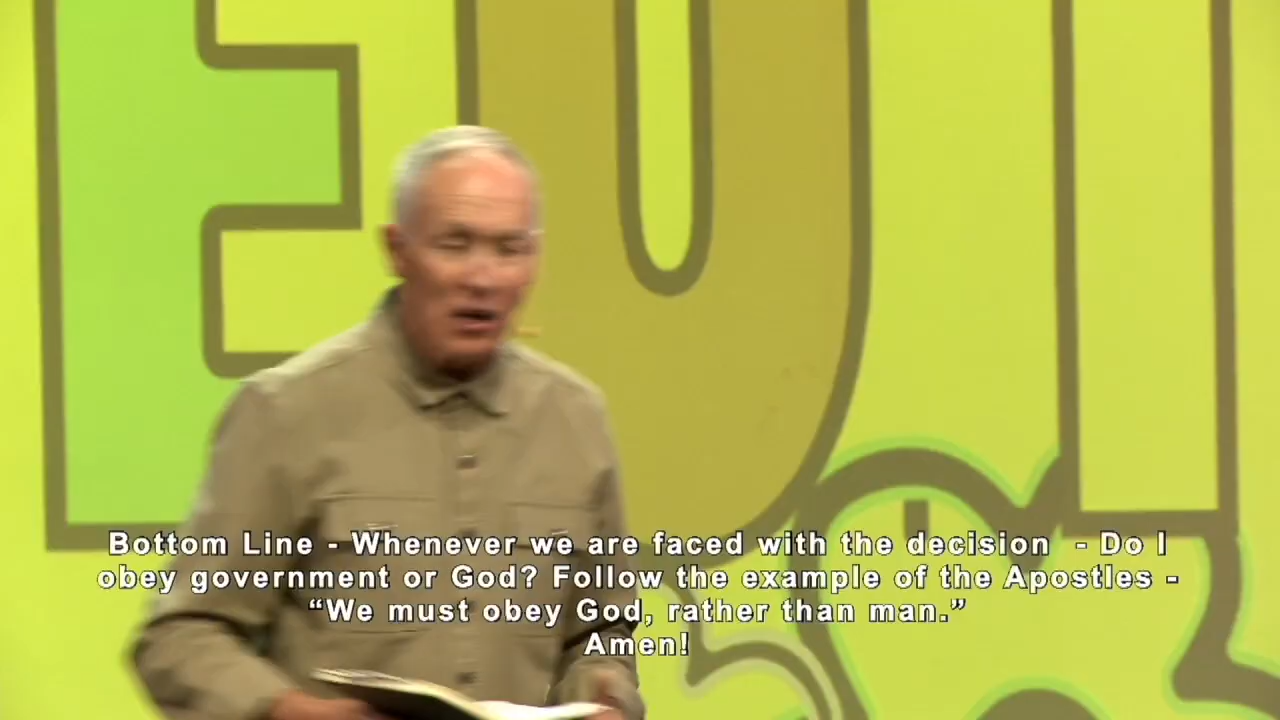 EUI
Bottom Line - Whenever we are faced with the decision - Do I
obey government or God? Follow the example of the Apostles -
“We must obey God, rather than man.”
Amen!